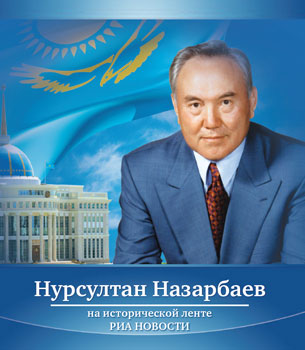 Нурсултан Назарбаев
на исторической ленте
РИА НОВОСТИ